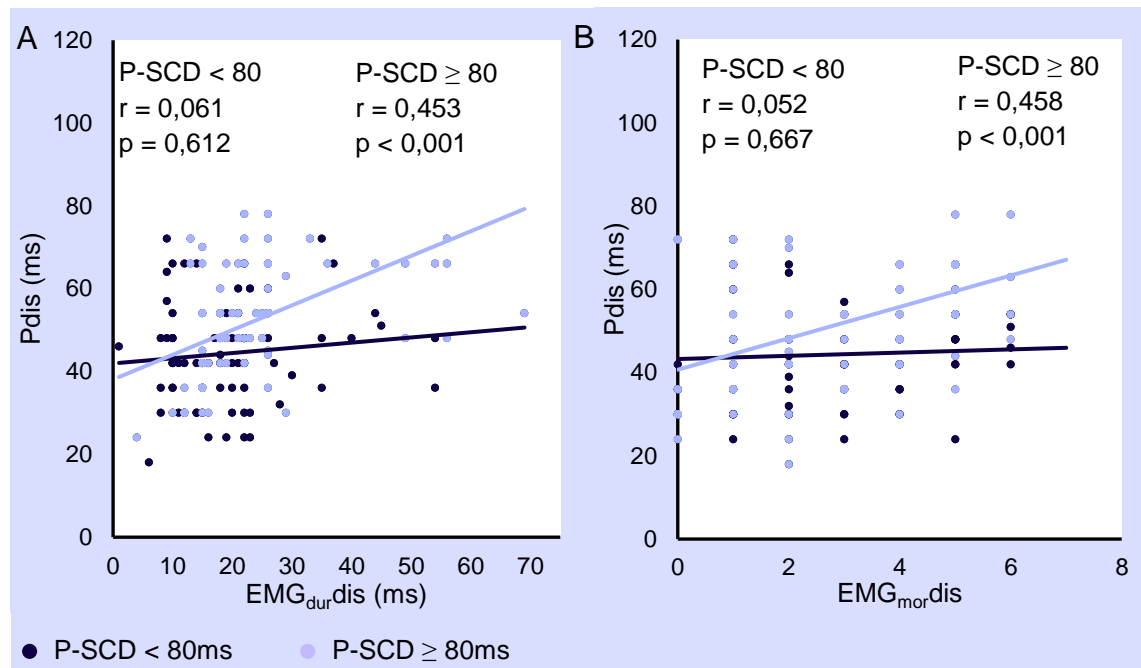 A
P-SCD < 80
r = 0,061
p = 0,612
P-SCD ≥ 80
r = 0,453
p < 0,001
Pdis (ms)
120
100
80
60
40
20
0
0 10 20 30 40 50 60 70
EMGdurdis (ms)
B
P-SCD < 80
r = 0,052
p = 0,667
P-SCD ≥ 80
r = 0,458
p < 0,001
Pdis (ms)
120
100
80
60
40
20
0
0 2 4 6 8
EMGmordis
P-SCD < 80ms P-SCD ≥ 80ms